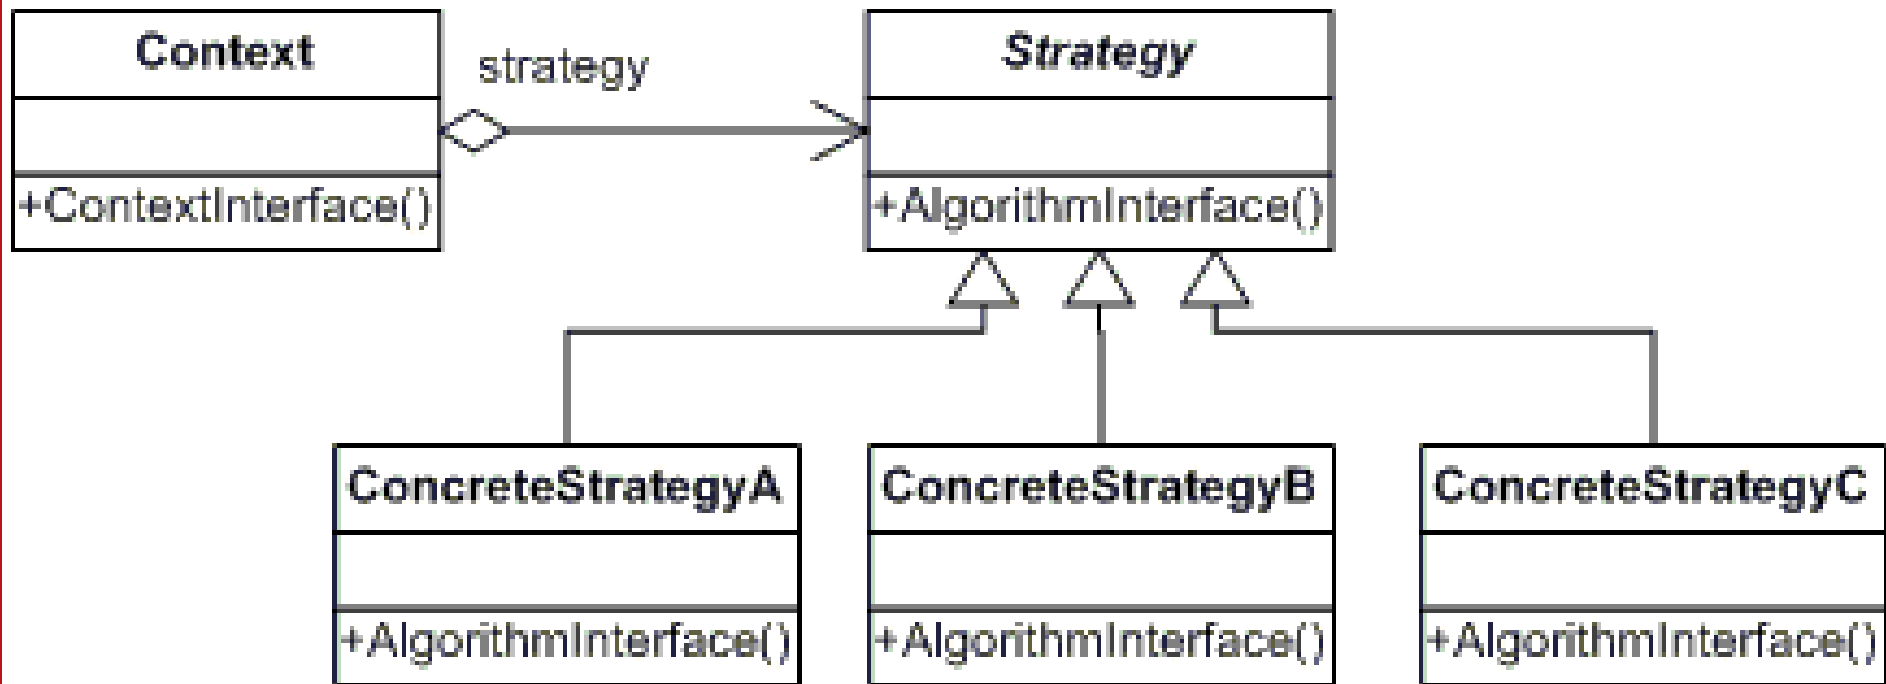 Context
strategy
Strategy
+ContextInterface()
+AlgorithmInterface()
ConcreteStrategyA
ConcreteStrategyB
ConcreteStrategyC
+AlgorithmInterface()
+AlgorithmInterface()
+AlgorithmInterface()